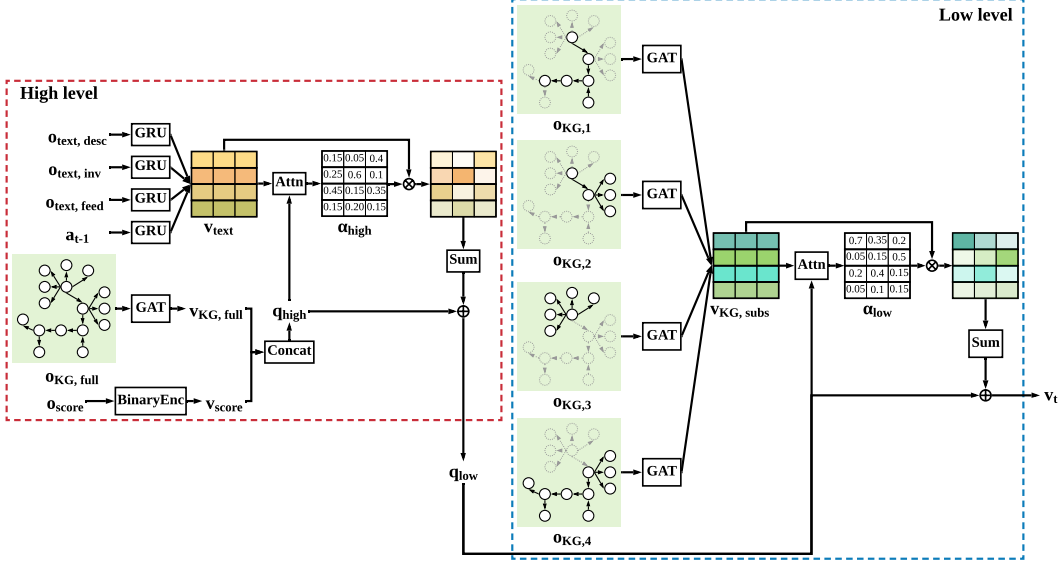 High level
o_text, desc
GRU
o_text, inv
GRU
o_text, feed
GRU
a_t-1
GRU
v_text
Attn
0.15 0.05 0.4
0.25 0.6 0.1
0.45 0.15 0.35
0.15 0.20 0.15
α_high
Sum
GAT
v_KG, full
q_high
Concat
o_KG, full
o_score
BinaryEnc
v_score
q_low
Low level
GAT
o_KG,1
GAT
o_KG,2
GAT
o_KG,3
GAT
o_KG,4
v_KG, subs
Attn
0.7 0.35 0.2
0.05 0.15 0.5
0.2 0.4 0.15
0.05 0.1 0.15
α_low
Sum
v_t